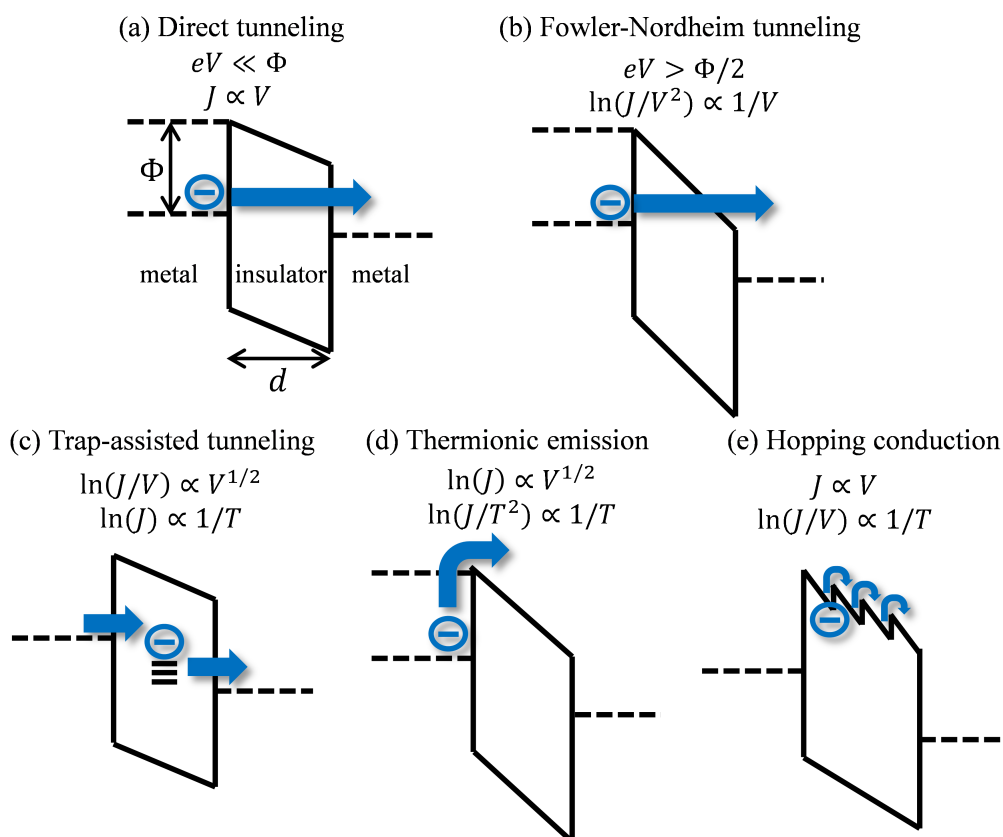 (a) Direct tunneling
eV ≪ Φ
J ∝ V
Φ
metal
insulator
metal
d
(b) Fowler-Nordheim tunneling
eV > Φ/2
ln(J/V²) ∝ 1/V
(c) Trap-assisted tunneling
ln(J/V) ∝ V^{1/2}
ln(J) ∝ 1/T
(d) Thermionic emission
ln(J) ∝ V^{1/2}
ln(J/T²) ∝ 1/T
(e) Hopping conduction
J ∝ V
ln(J/V) ∝ 1/T